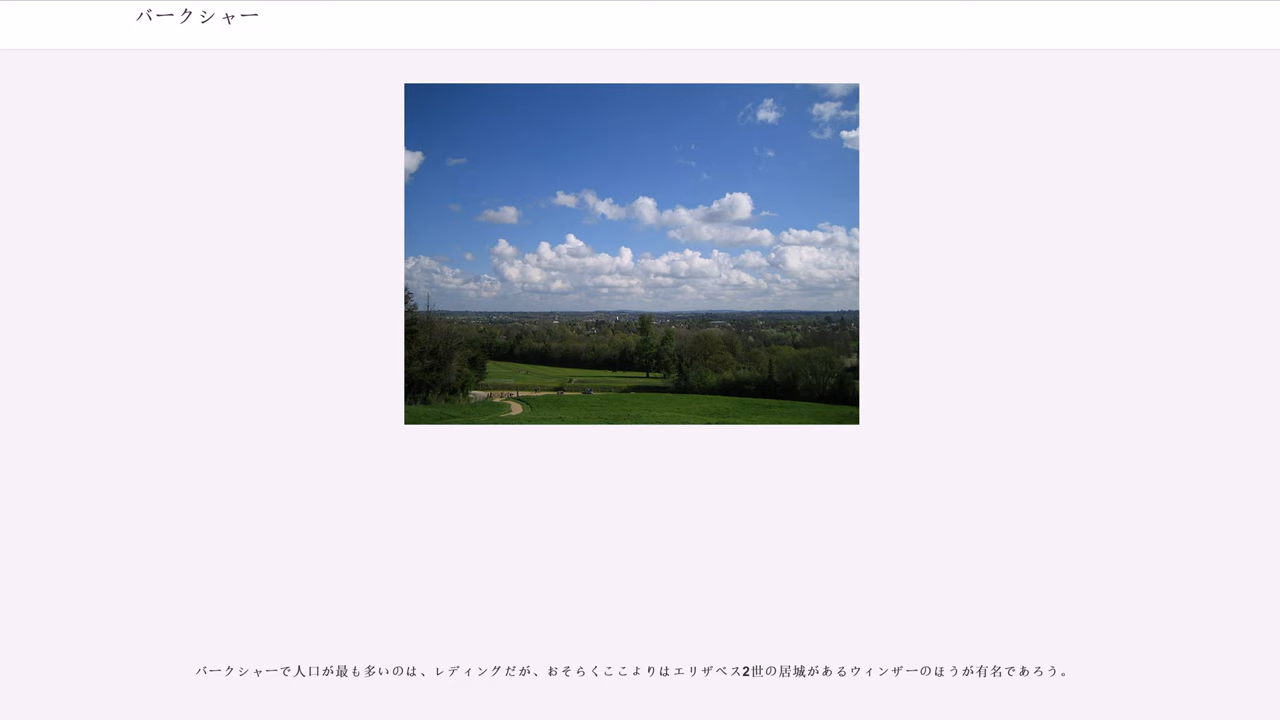 バークシャー
バークシャーで人口が最も多いのは、レディングだが、おそらくここよりはエリザベス2世の居城があるウィンザーのほうが有名であろう。